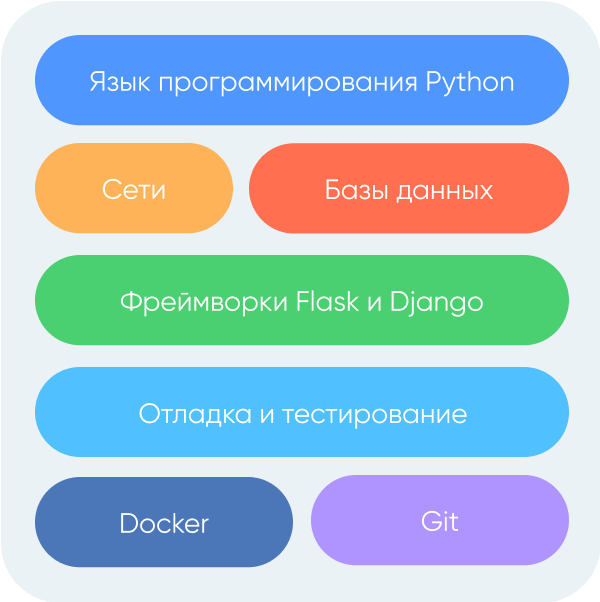 Язык программирования Python
Сети
Базы данных
Фреймворки Flask и Django
Отладка и тестирование
Docker
Git